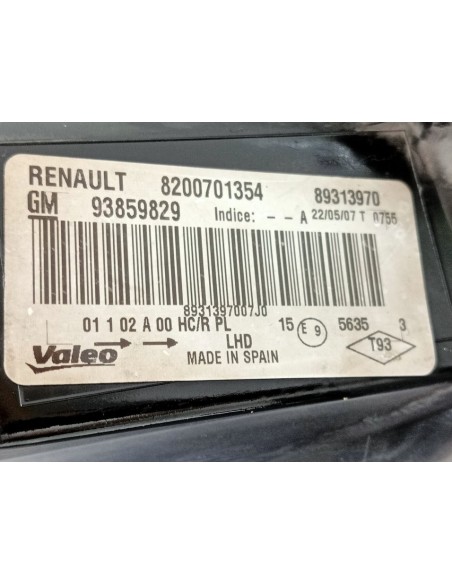 RENAULT 8200701354 89313970
GM 93859829 Indice: - - A 22/05/07 T 0756
8931397007J0
01 1 02 A 00 HC/R PL 15 E 9 5635 3
Valeo LHD T93
MADE IN SPAIN